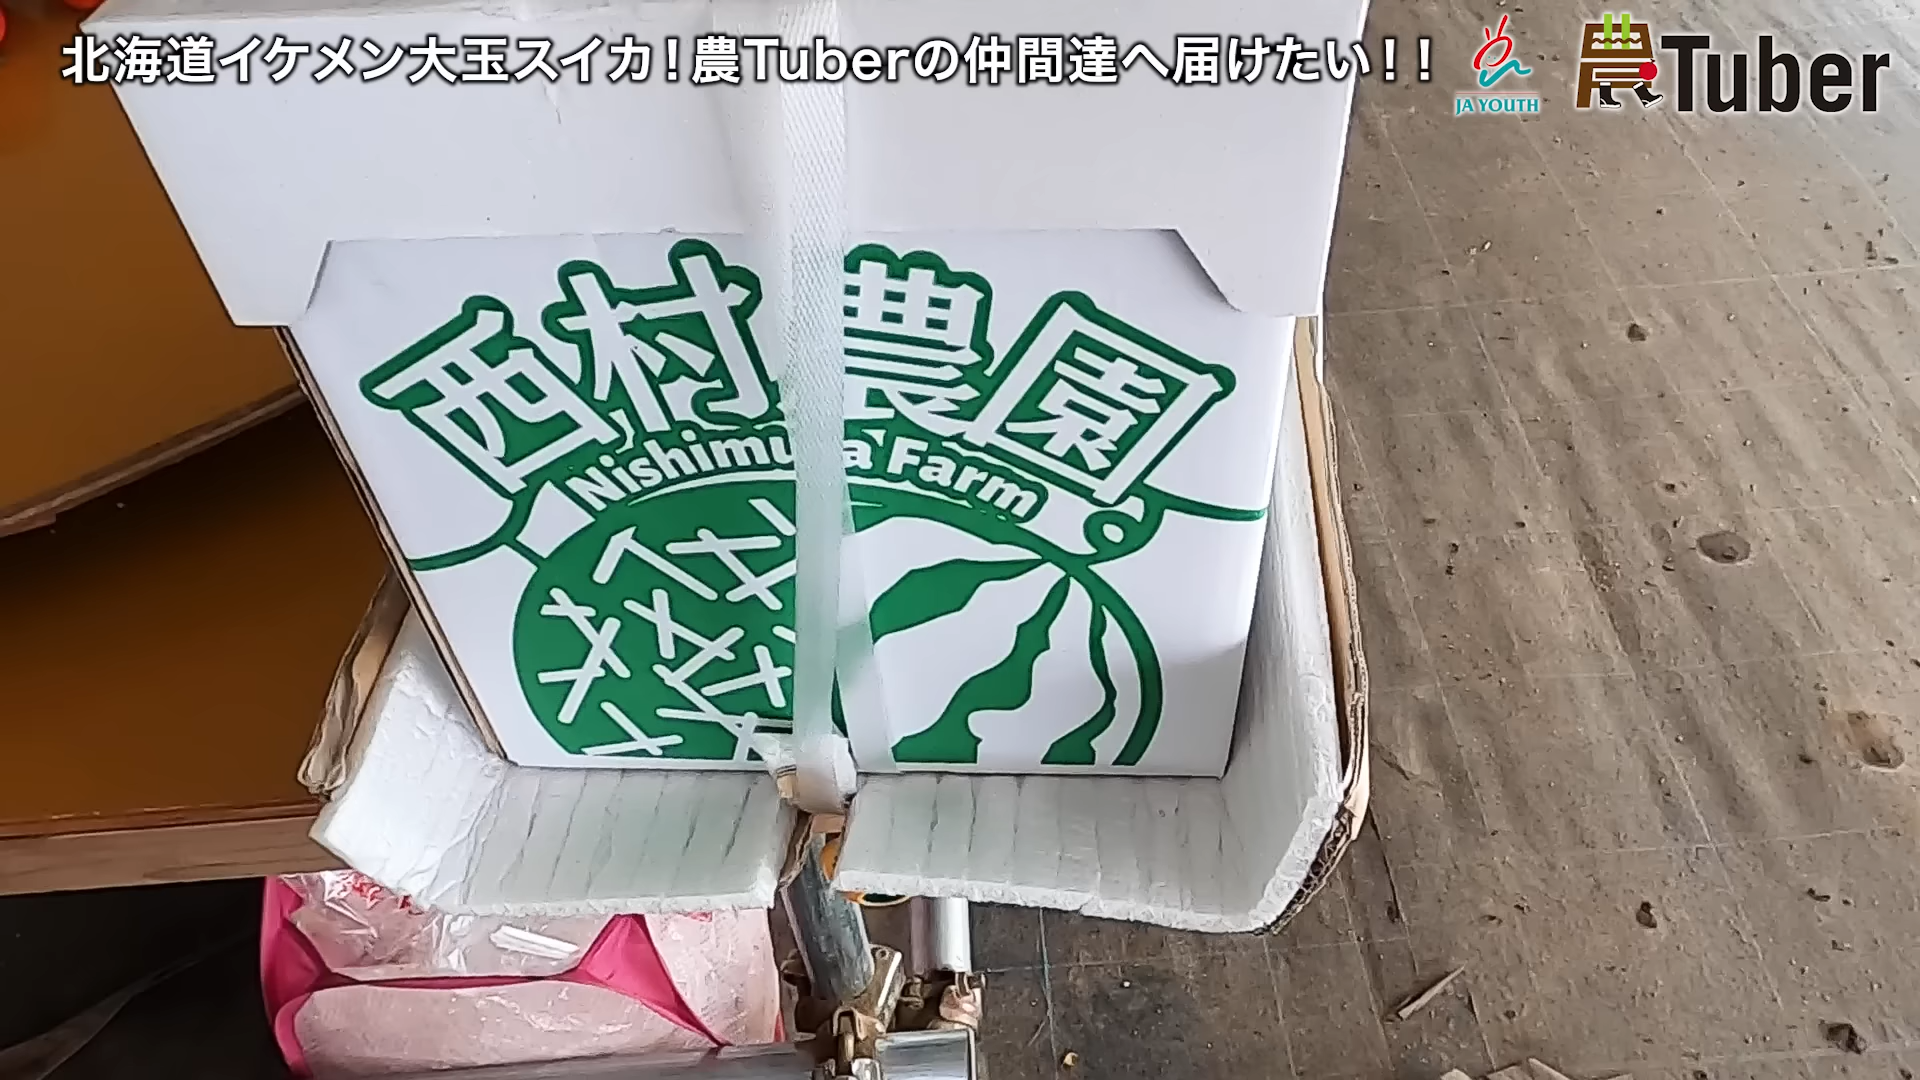 北海道イケメン大玉スイカ！農Tuberの仲間達へ届けたい！！
JA YOUTH
農Tuber
西村農園
Nishimura Farm